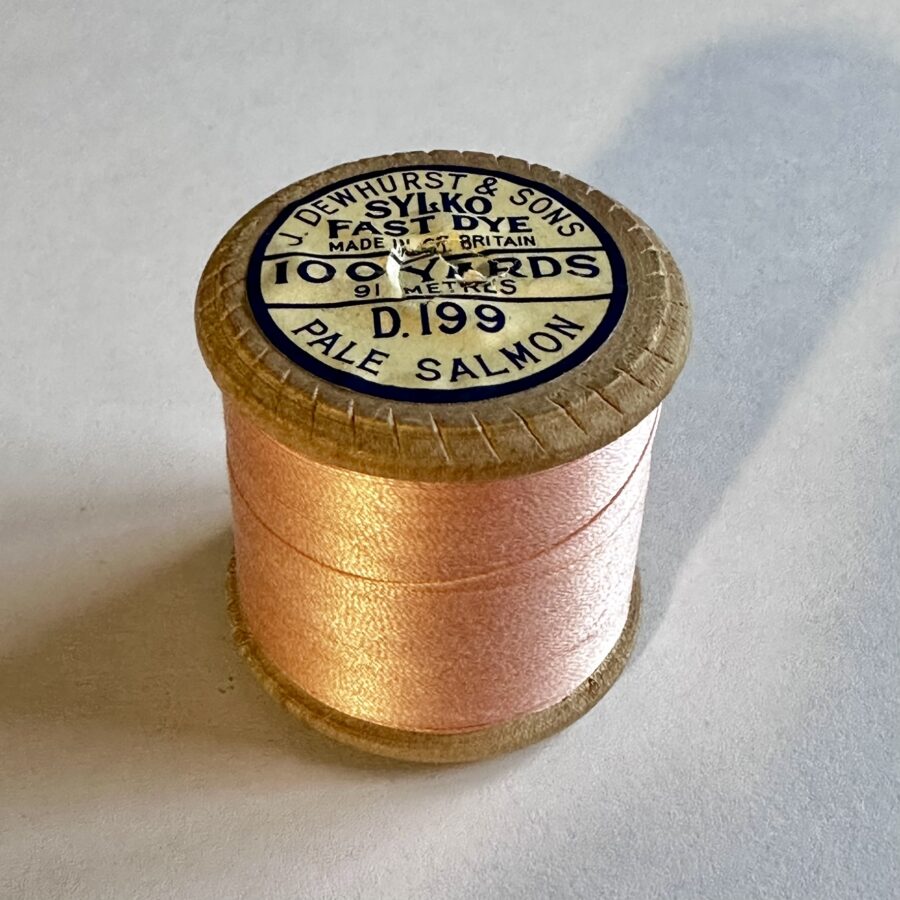 J. DEWHURST & SONS
SYLKO
FAST DYE
MADE IN GT. BRITAIN
100 YARDS
91 METRES
D.199
PALE SALMON